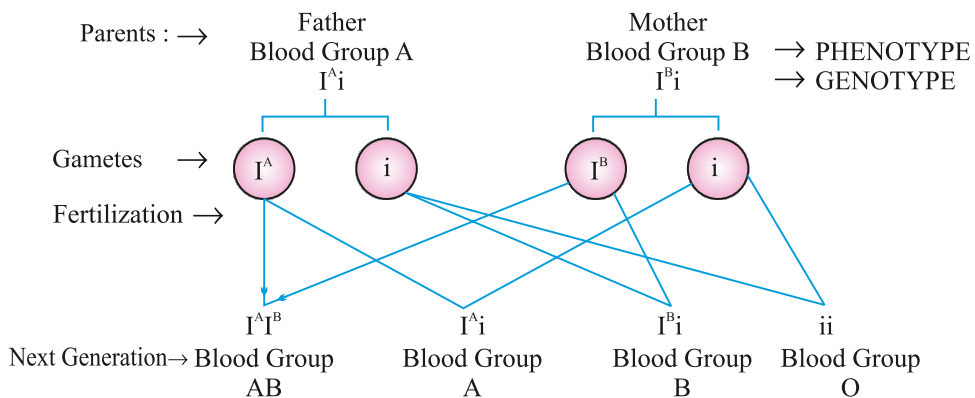 Parents : → Father Mother
Blood Group A Blood Group B → PHENOTYPE
Iᴬi Iᴮi → GENOTYPE
Gametes → Iᴬ i Iᴮ i
Fertilization →
IᴬIᴮ Iᴬi Iᴮi ii
Next Generation→ Blood Group Blood Group Blood Group Blood Group
AB A B O